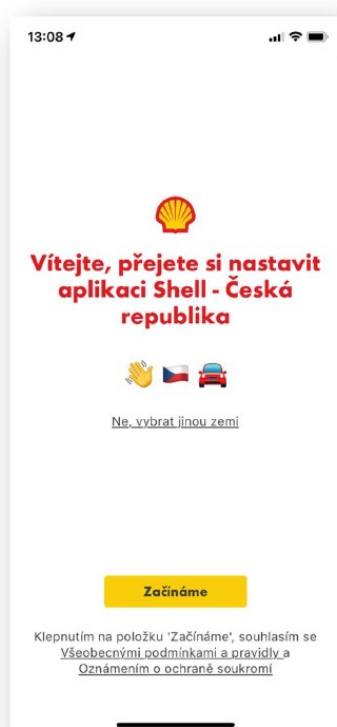 13:08
Vítejte, přejete si nastavit
aplikaci Shell - Česká
republika
Ne, vybrat jinou zemi
Začínáme
Klepnutím na položku 'Začínáme', souhlasím se
Všeobecnými podmínkami a pravidly a
Oznámením o ochraně soukromí